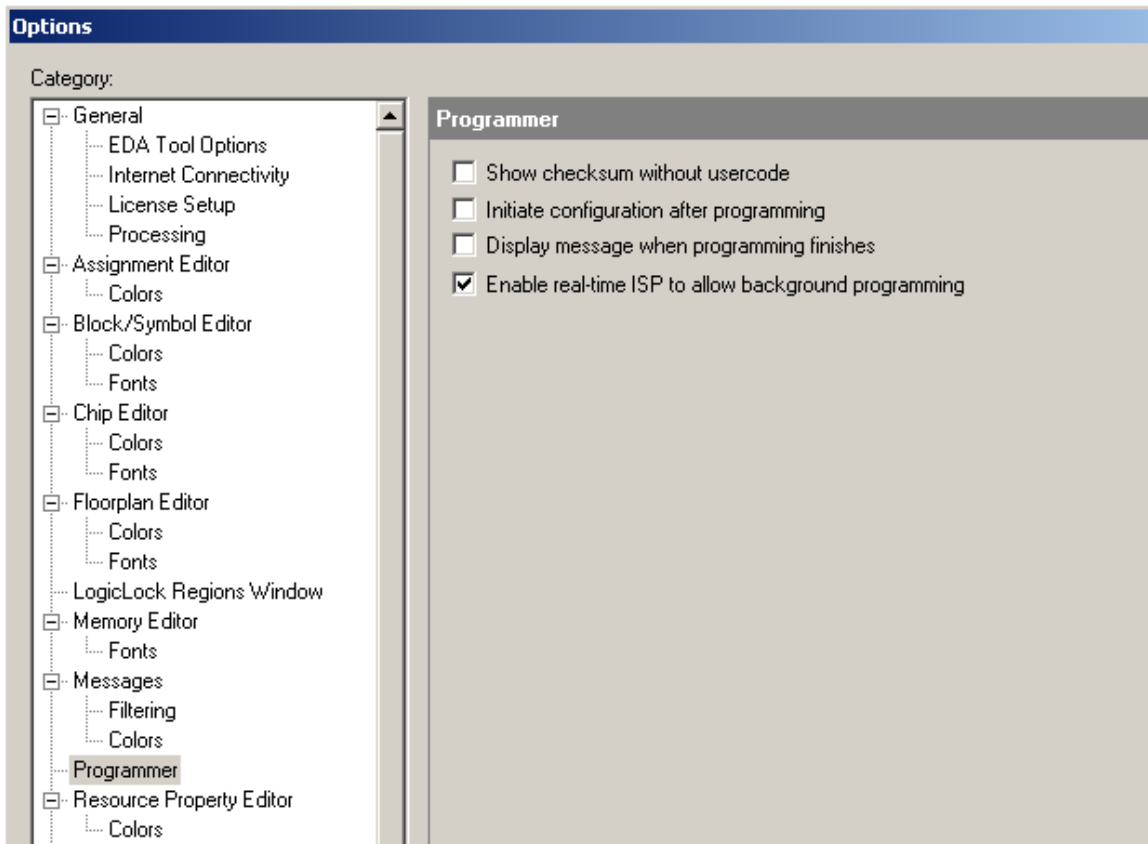 Options
Category:
General
EDA Tool Options
Internet Connectivity
License Setup
Processing
Assignment Editor
Colors
Block/Symbol Editor
Colors
Fonts
Chip Editor
Colors
Fonts
Floorplan Editor
Colors
Fonts
LogicLock Regions Window
Memory Editor
Fonts
Messages
Filtering
Colors
Programmer
Resource Property Editor
Colors
Programmer
Show checksum without usercode
Initiate configuration after programming
Display message when programming finishes
Enable real-time ISP to allow background programming